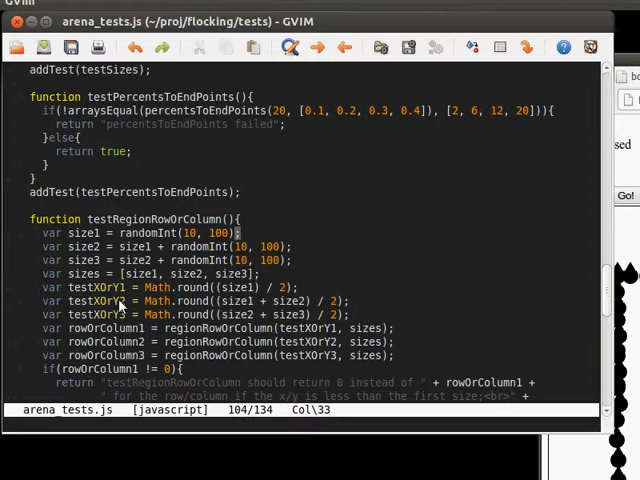 GVim
arena_tests.js (~/proj/flocking/tests) - GVIM
addTest(testSizes);
function testPercentsToEndPoints(){
if(!arraysEqual(percentsToEndPoints(20, [0.1, 0.2, 0.3, 0.4]), [2, 6, 12, 20])){
return "percentsToEndPoints failed";
}else{
return true;
}
}
addTest(testPercentsToEndPoints);
function testRegionRowOrColumn(){
var size1 = randomInt(10, 100);
var size2 = size1 + randomInt(10, 100);
var size3 = size2 + randomInt(10, 100);
var sizes = [size1, size2, size3];
var testXOrY1 = Math.round((size1) / 2);
var testXOrY2 = Math.round((size1 + size2) / 2);
var testXOrY3 = Math.round((size2 + size3) / 2);
var rowOrColumn1 = regionRowOrColumn(testXOrY1, sizes);
var rowOrColumn2 = regionRowOrColumn(testXOrY2, sizes);
var rowOrColumn3 = regionRowOrColumn(testXOrY3, sizes);
if(rowOrColumn1 != 0){
return "testRegionRowOrColumn should return 0 instead of " + rowOrColumn1 +
" for the row/column if the x/y is less than the first size;<br>" +
arena_tests.js [javascript] 104/134 Col\33
sed
Go!